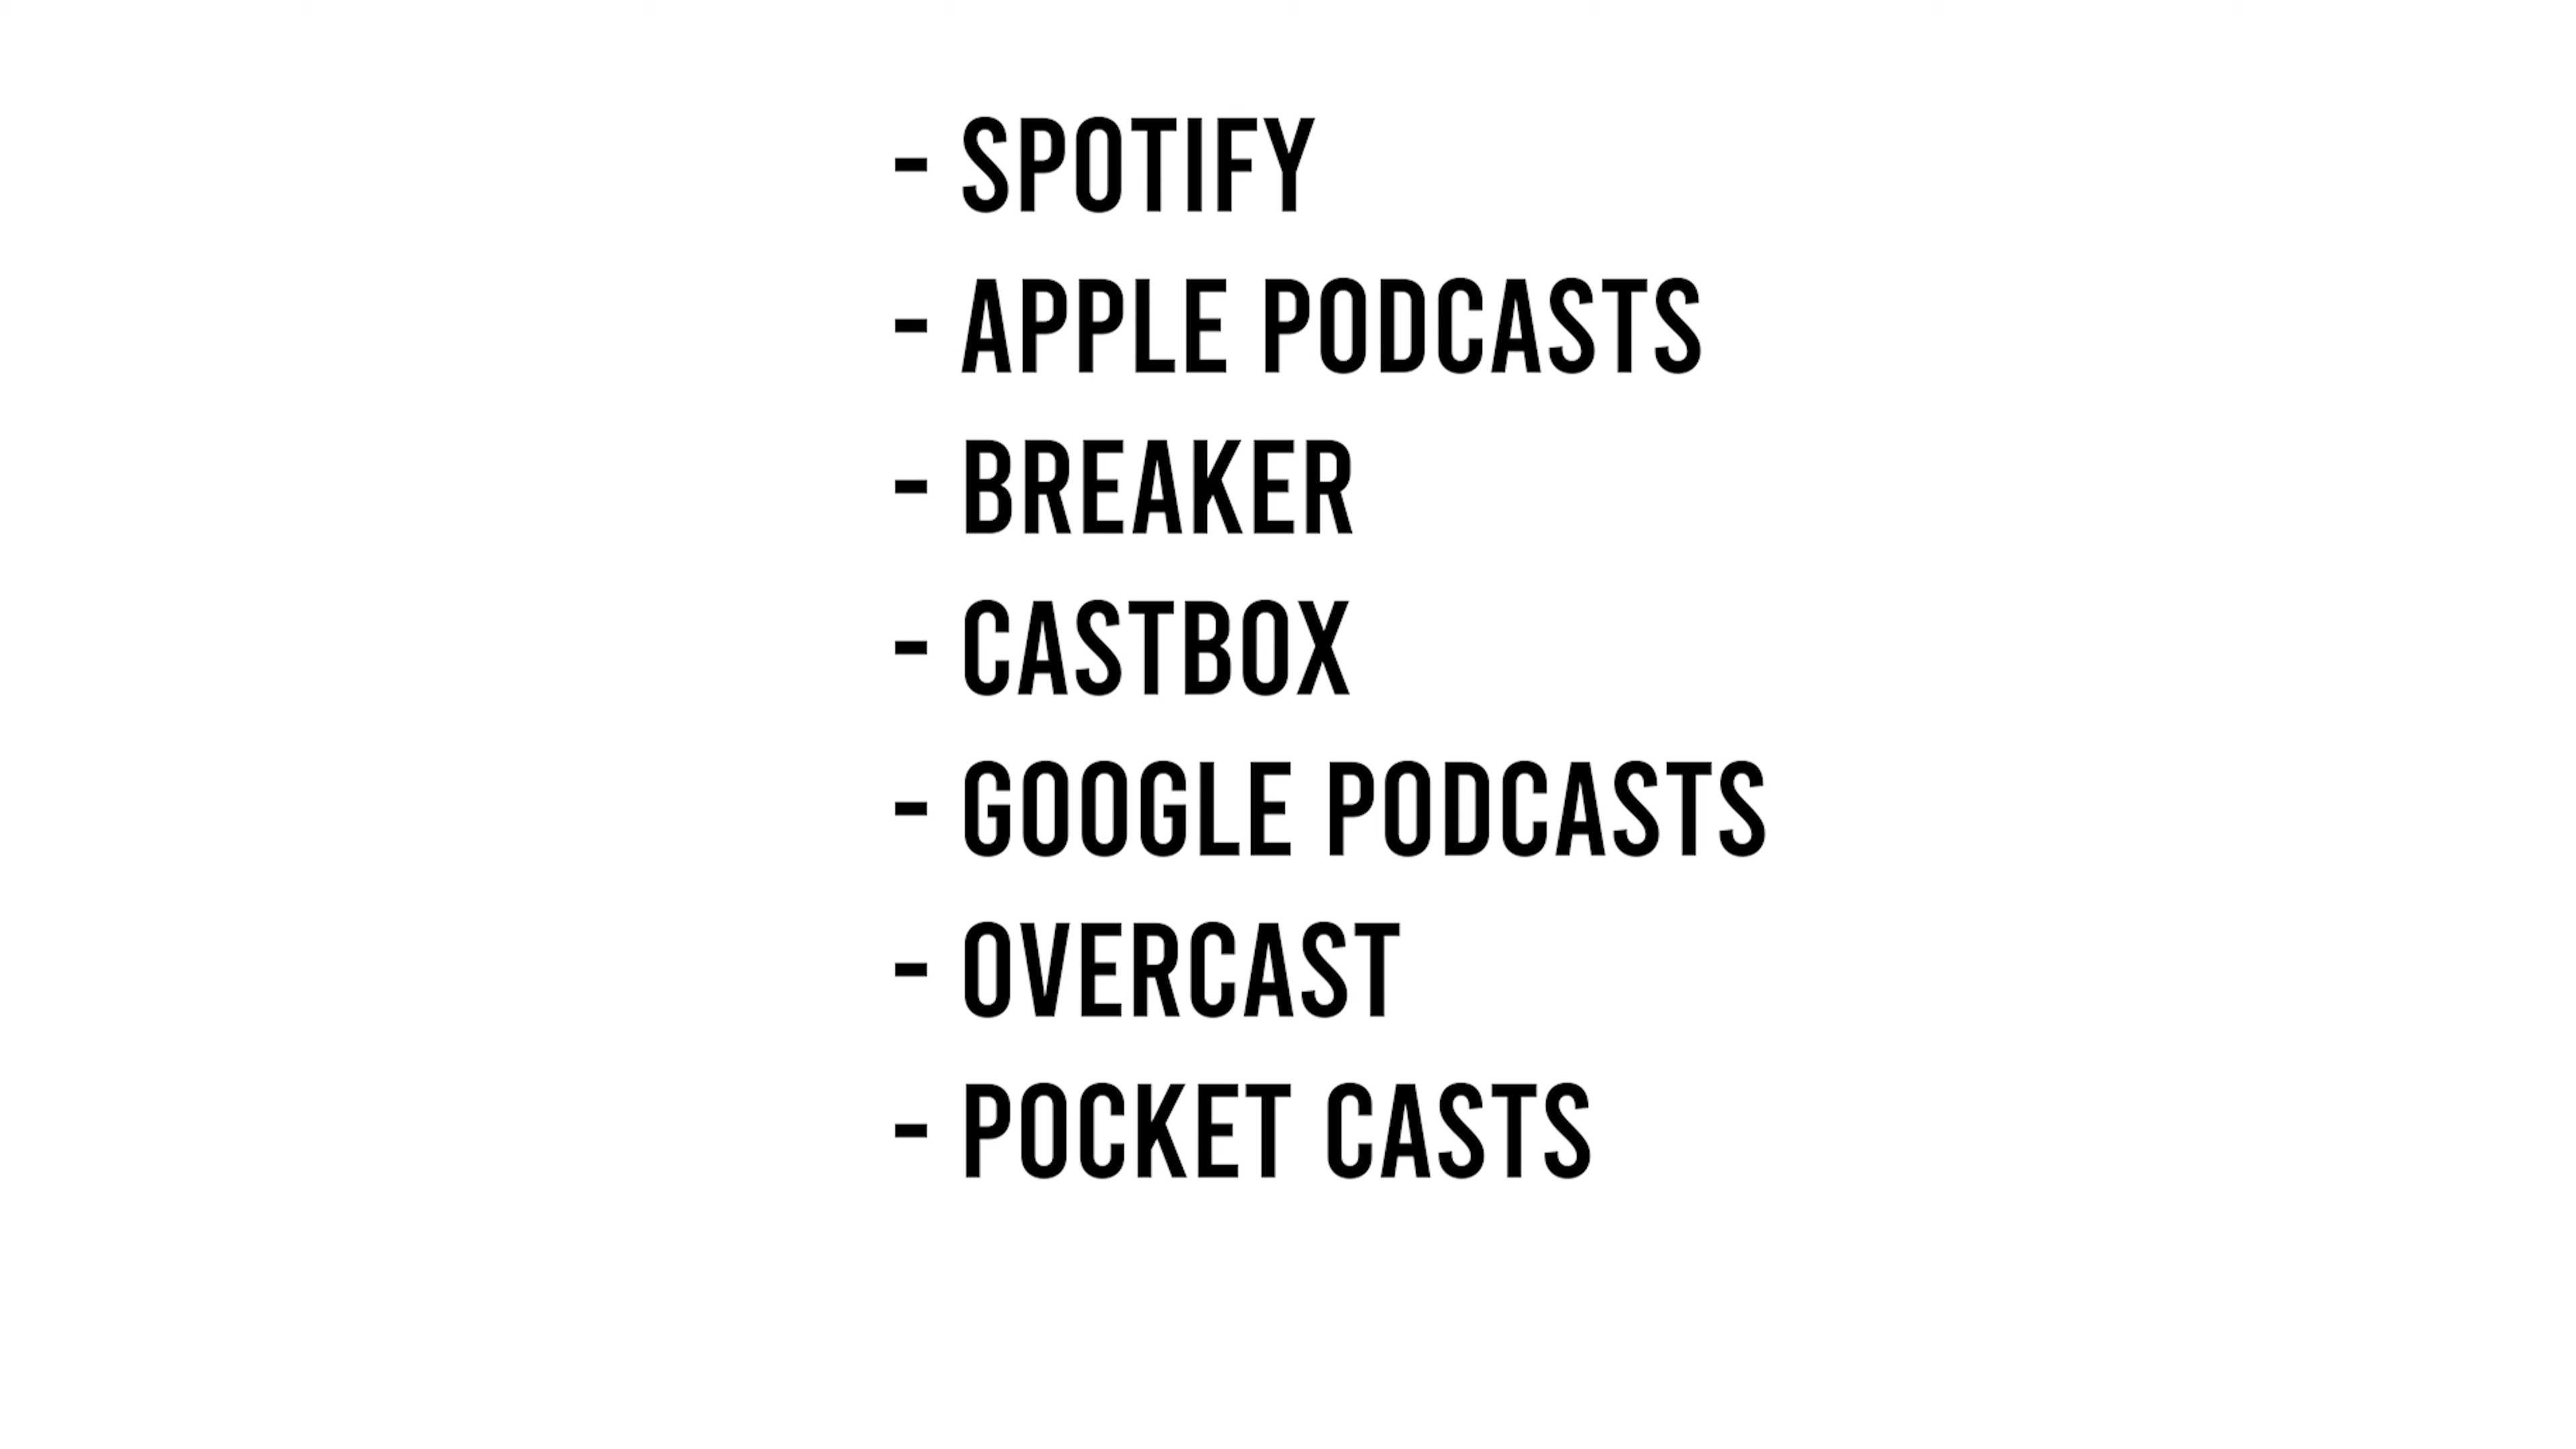 - SPOTIFY
- APPLE PODCASTS
- BREAKER
- CASTBOX
- GOOGLE PODCASTS
- OVERCAST
- POCKET CASTS